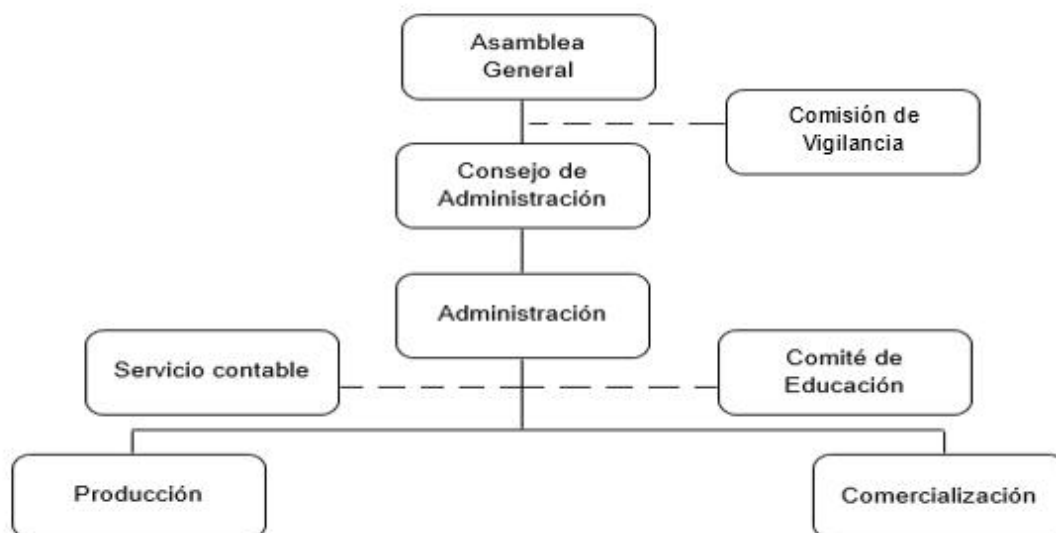 Asamblea
General
Comisión de
Vigilancia
Consejo de
Administración
Administración
Servicio contable
Comité de
Educación
Producción
Comercialización